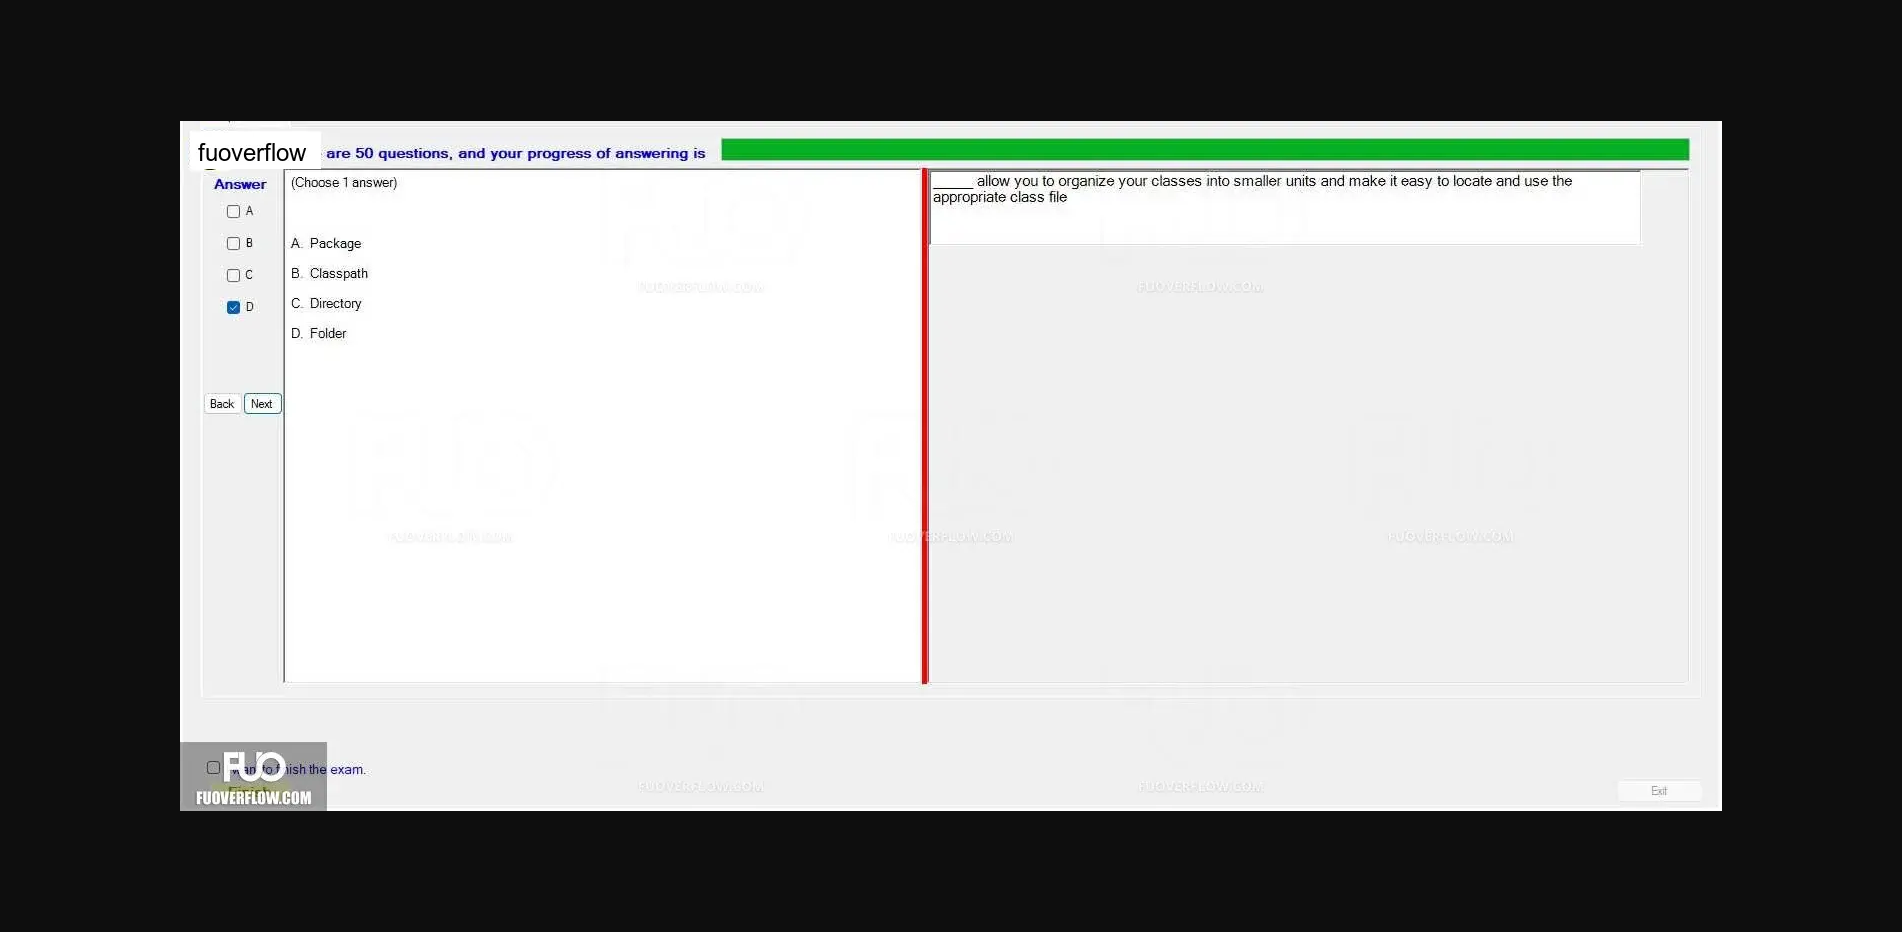 fuoverflow are 50 questions, and your progress of answering is
Answer
A
B
C
D
Back Next
(Choose 1 answer)
A. Package
B. Classpath
C. Directory
D. Folder
_____ allow you to organize your classes into smaller units and make it easy to locate and use the
appropriate class file
FUOVERFLOW.COM FUOVERFLOW.COM
FUOVERFLOW.COM FUOVERFLOW.COM FUOVERFLOW.COM
FUOVERFLOW.COM FUOVERFLOW.COM
want to finish the exam.
Finish
FUO
FUOVERFLOW.COM
Exit